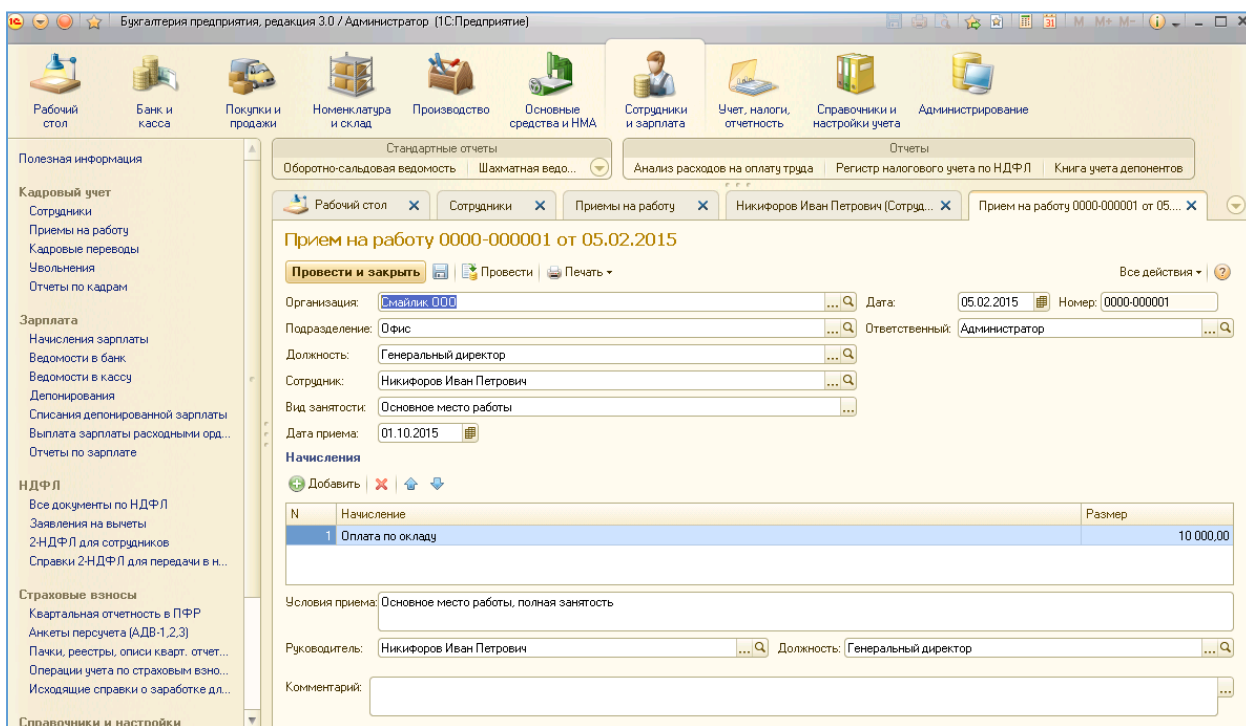 Бухгалтерия предприятия, редакция 3.0 / Администратор (1С:Предприятие)
M M+ M-
Рабочий стол
Банк и касса
Покупки и продажи
Номенклатура и склад
Производство
Основные средства и НМА
Сотрудники и зарплата
Учет, налоги, отчетность
Справочники и настройки учета
Администрирование
Стандартные отчеты
Оборотно-сальдовая ведомость
Шахматная ведо...
Отчеты
Анализ расходов на оплату труда
Регистр налогового учета по НДФЛ
Книга учета депонентов
Полезная информация
Кадровый учет
Сотрудники
Приемы на работу
Кадровые переводы
Увольнения
Отчеты по кадрам
Зарплата
Начисления зарплаты
Ведомости в банк
Ведомости в кассу
Депонирования
Списания депонированной зарплаты
Выплата зарплаты расходными орд...
Отчеты по зарплате
НДФЛ
Все документы по НДФЛ
Заявления на вычеты
2-НДФЛ для сотрудников
Справки 2-НДФЛ для передачи в н...
Страховые взносы
Квартальная отчетность в ПФР
Анкеты персучета (АДВ-1,2,3)
Пачки, реестры, описи кварт. отчет...
Операции учета по страховым взно...
Исходящие справки о заработке дл...
Справочники и настройки
Рабочий стол
Сотрудники
Приемы на работу
Никифоров Иван Петрович (Сотруд...
Прием на работу 0000-000001 от 05....
Прием на работу 0000-000001 от 05.02.2015
Провести и закрыть
Провести
Печать
Все действия
Организация: Смайлик ООО
Дата: 05.02.2015
Номер: 0000-000001
Подразделение: Офис
Ответственный: Администратор
Должность: Генеральный директор
Сотрудник: Никифоров Иван Петрович
Вид занятости: Основное место работы
Дата приема: 01.10.2015
Начисления
Добавить
N Начисление Размер
1 Оплата по окладу 10 000,00
Условия приема: Основное место работы, полная занятость
Руководитель: Никифоров Иван Петрович
Должность: Генеральный директор
Комментарий: